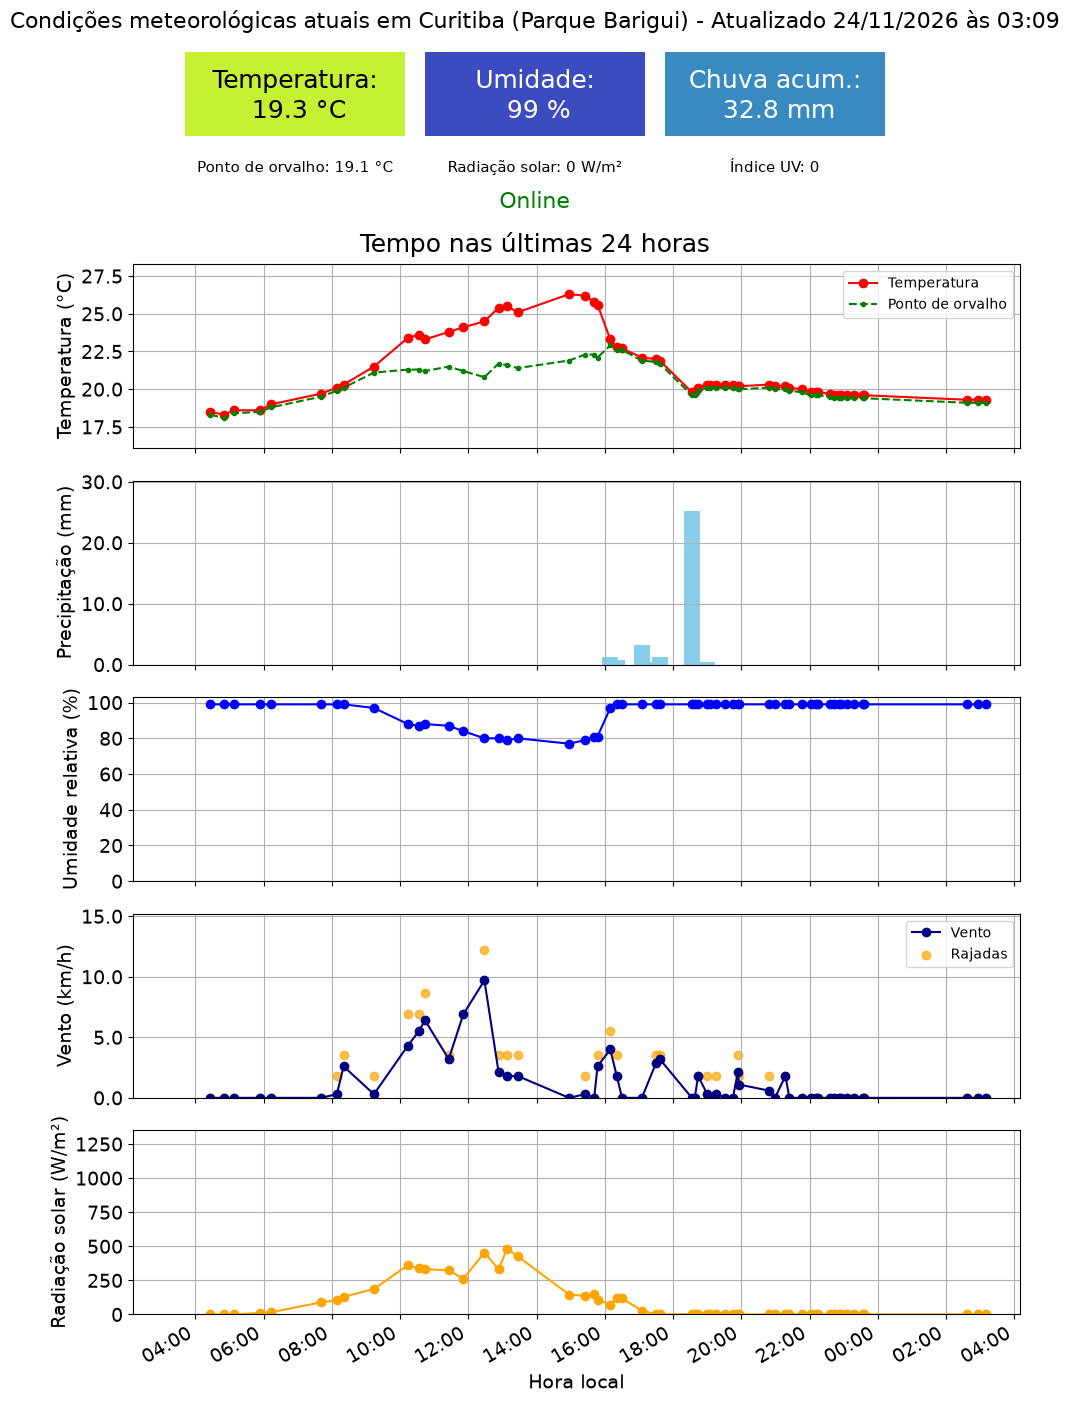 Condições meteorológicas atuais em Curitiba (Parque Barigui) - Atualizado 24/11/2026 às 03:09
Temperatura:
19.3 °C
Umidade:
99 %
Chuva acum.:
32.8 mm
Ponto de orvalho: 19.1 °C
Radiação solar: 0 W/m²
Índice UV: 0
Online
Tempo nas últimas 24 horas
Temperatura (°C)
27.5
25.0
22.5
20.0
17.5
Temperatura
Ponto de orvalho
Precipitação (mm)
30.0
20.0
10.0
0.0
Umidade relativa (%)
100
80
60
40
20
0
Vento (km/h)
15.0
10.0
5.0
0.0
Vento
Rajadas
Radiação solar (W/m²)
1250
1000
750
500
250
0
04:00
06:00
08:00
10:00
12:00
14:00
16:00
18:00
20:00
22:00
00:00
02:00
04:00
Hora local